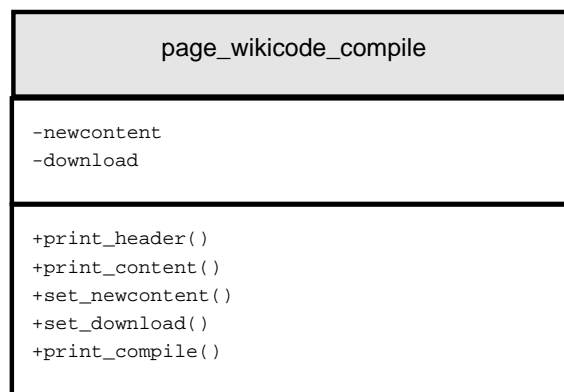 page_wikicode_compile
-newcontent
-download
+print_header()
+print_content()
+set_newcontent()
+set_download()
+print_compile()